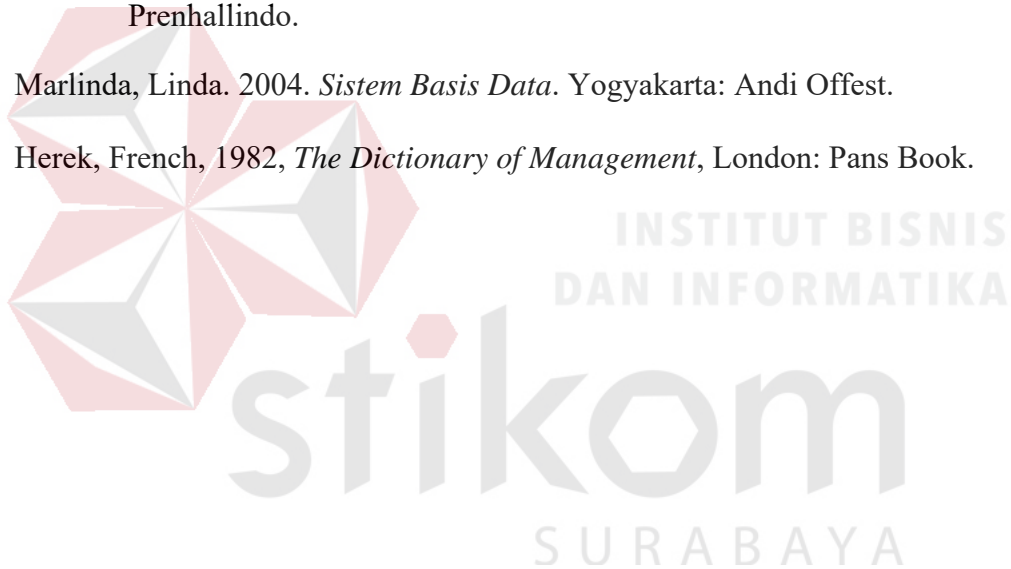 Prenhallindo.
Marlinda, Linda. 2004. Sistem Basis Data. Yogyakarta: Andi Offest.
Herek, French, 1982, The Dictionary of Management, London: Pans Book.
INSTITUT BISNIS
DAN INFORMATIKA
stikom
SURABAYA